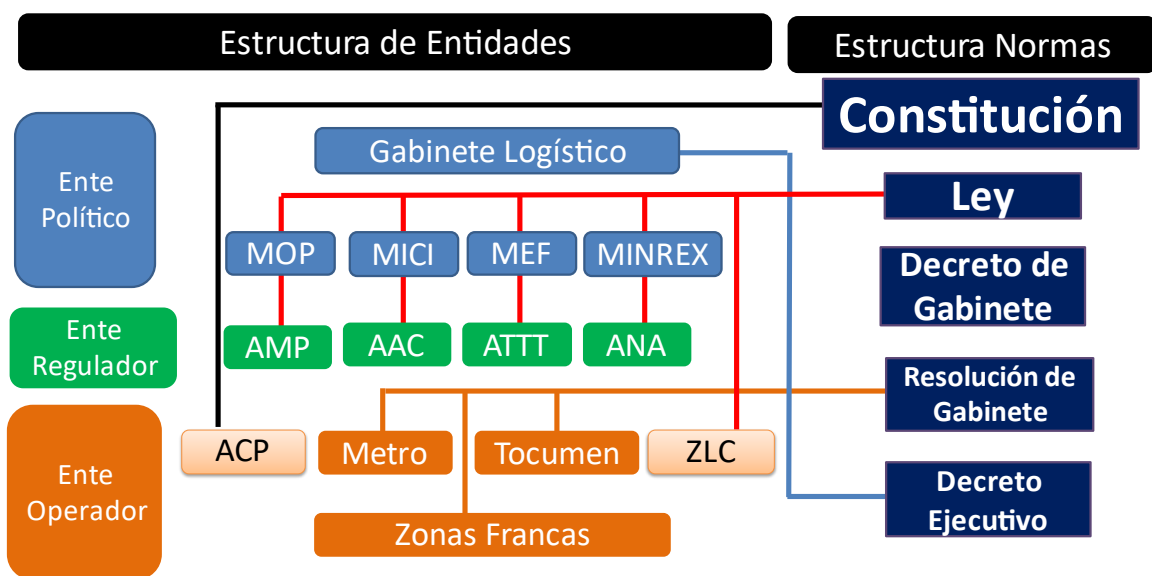 Estructura de Entidades
Estructura Normas
Constitución
Gabinete Logístico
Ente
Político
Ley
MOP
MICI
MEF
MINREX
Decreto de
Gabinete
Ente
Regulador
AMP
AAC
ATTT
ANA
Resolución de
Gabinete
Ente
Operador
ACP
Metro
Tocumen
ZLC
Decreto
Ejecutivo
Zonas Francas